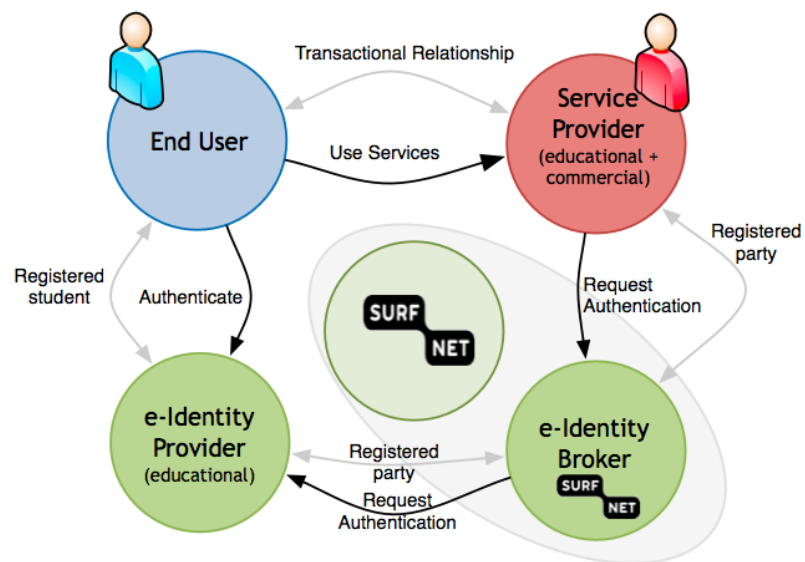 Transactional Relationship
End User
Service
Provider
(educational +
commercial)
Use Services
Registered
party
Registered
student
Authenticate
Request
Authentication
SURF
NET
e-Identity
Provider
(educational)
Registered
party
Request
Authentication
e-Identity
Broker
SURF
NET